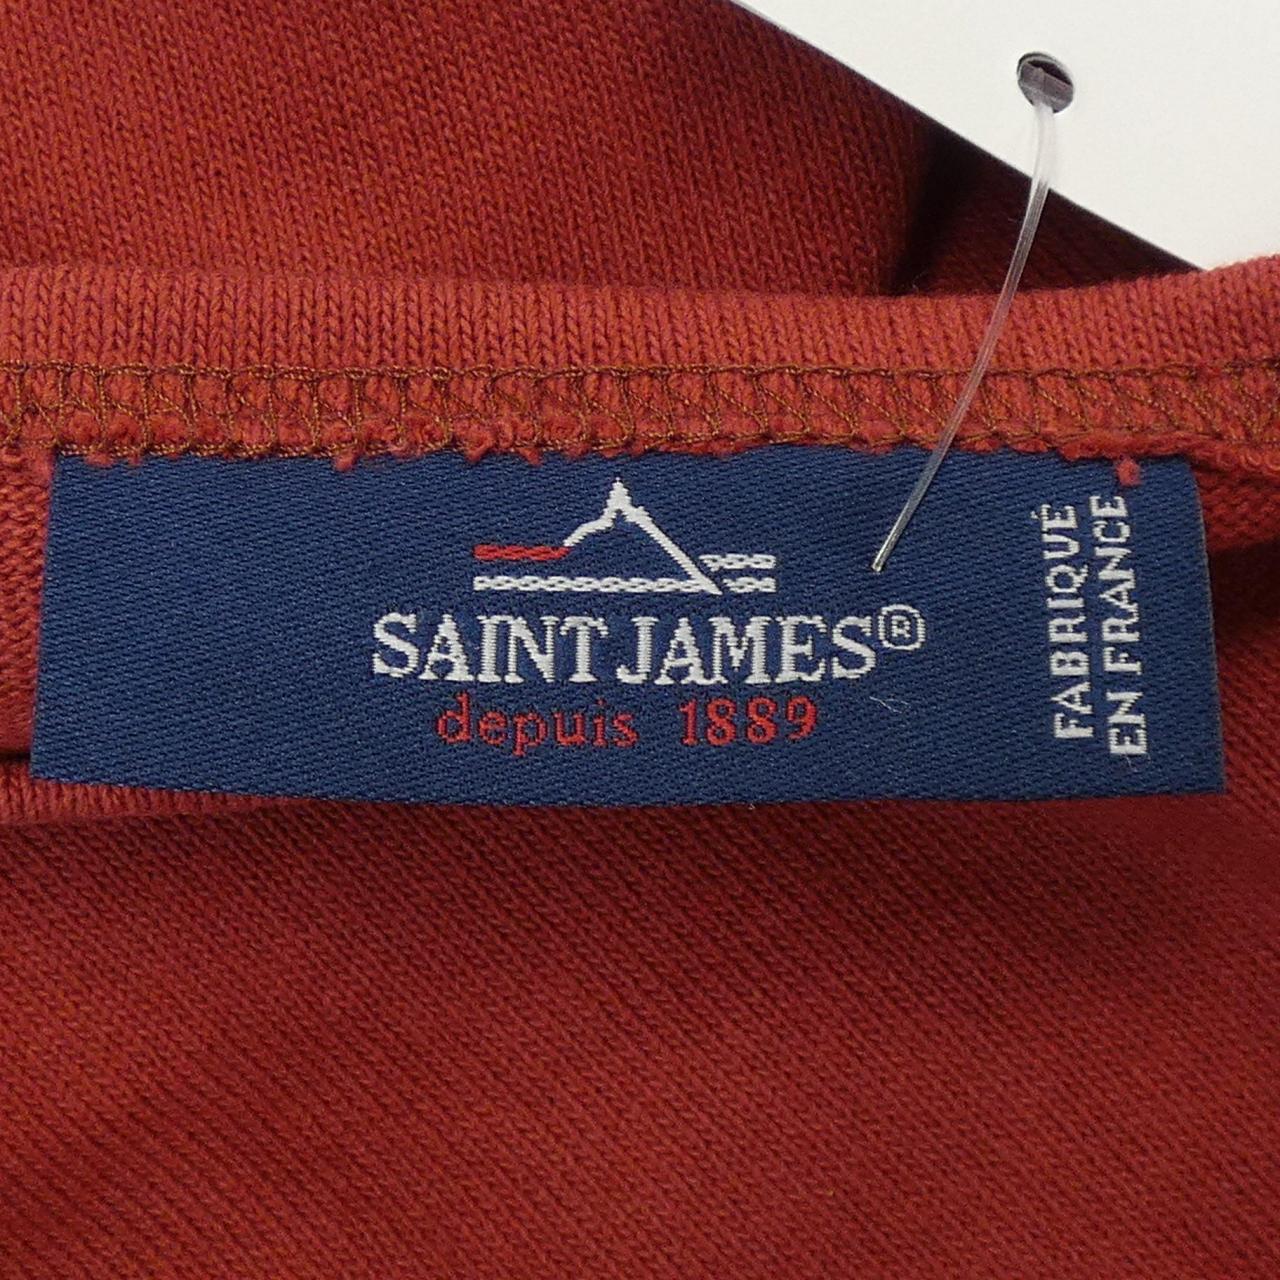 SAINT JAMES®
depuis 1889
FABRIQUÉ
EN FRANCE